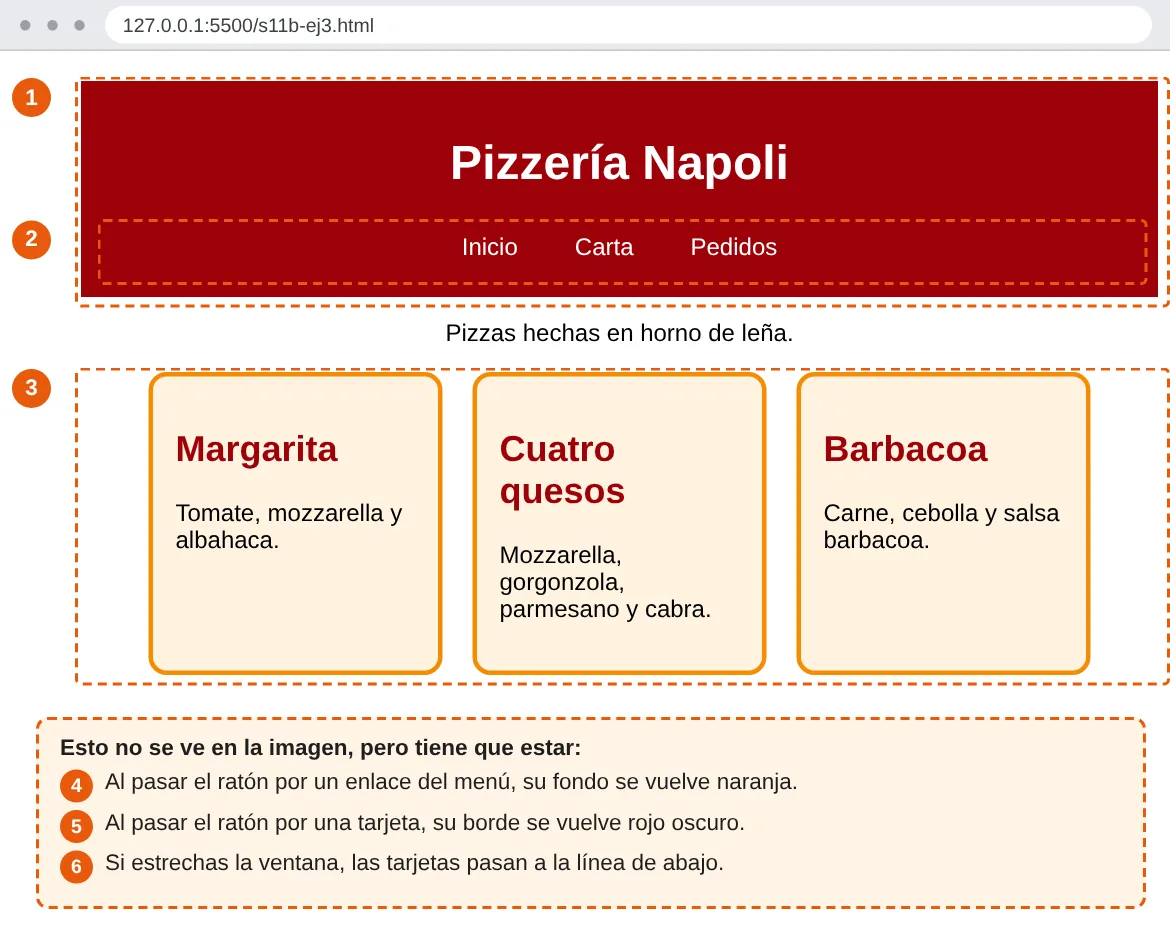 127.0.0.1:5500/s11b-ej3.html
1
Pizzería Napoli
2
Inicio Carta Pedidos
Pizzas hechas en horno de leña.
3
Margarita
Tomate, mozzarella y
albahaca.
Cuatro
quesos
Mozzarella,
gorgonzola,
parmesano y cabra.
Barbacoa
Carne, cebolla y salsa
barbacoa.
Esto no se ve en la imagen, pero tiene que estar:
4 Al pasar el ratón por un enlace del menú, su fondo se vuelve naranja.
5 Al pasar el ratón por una tarjeta, su borde se vuelve rojo oscuro.
6 Si estrechas la ventana, las tarjetas pasan a la línea de abajo.